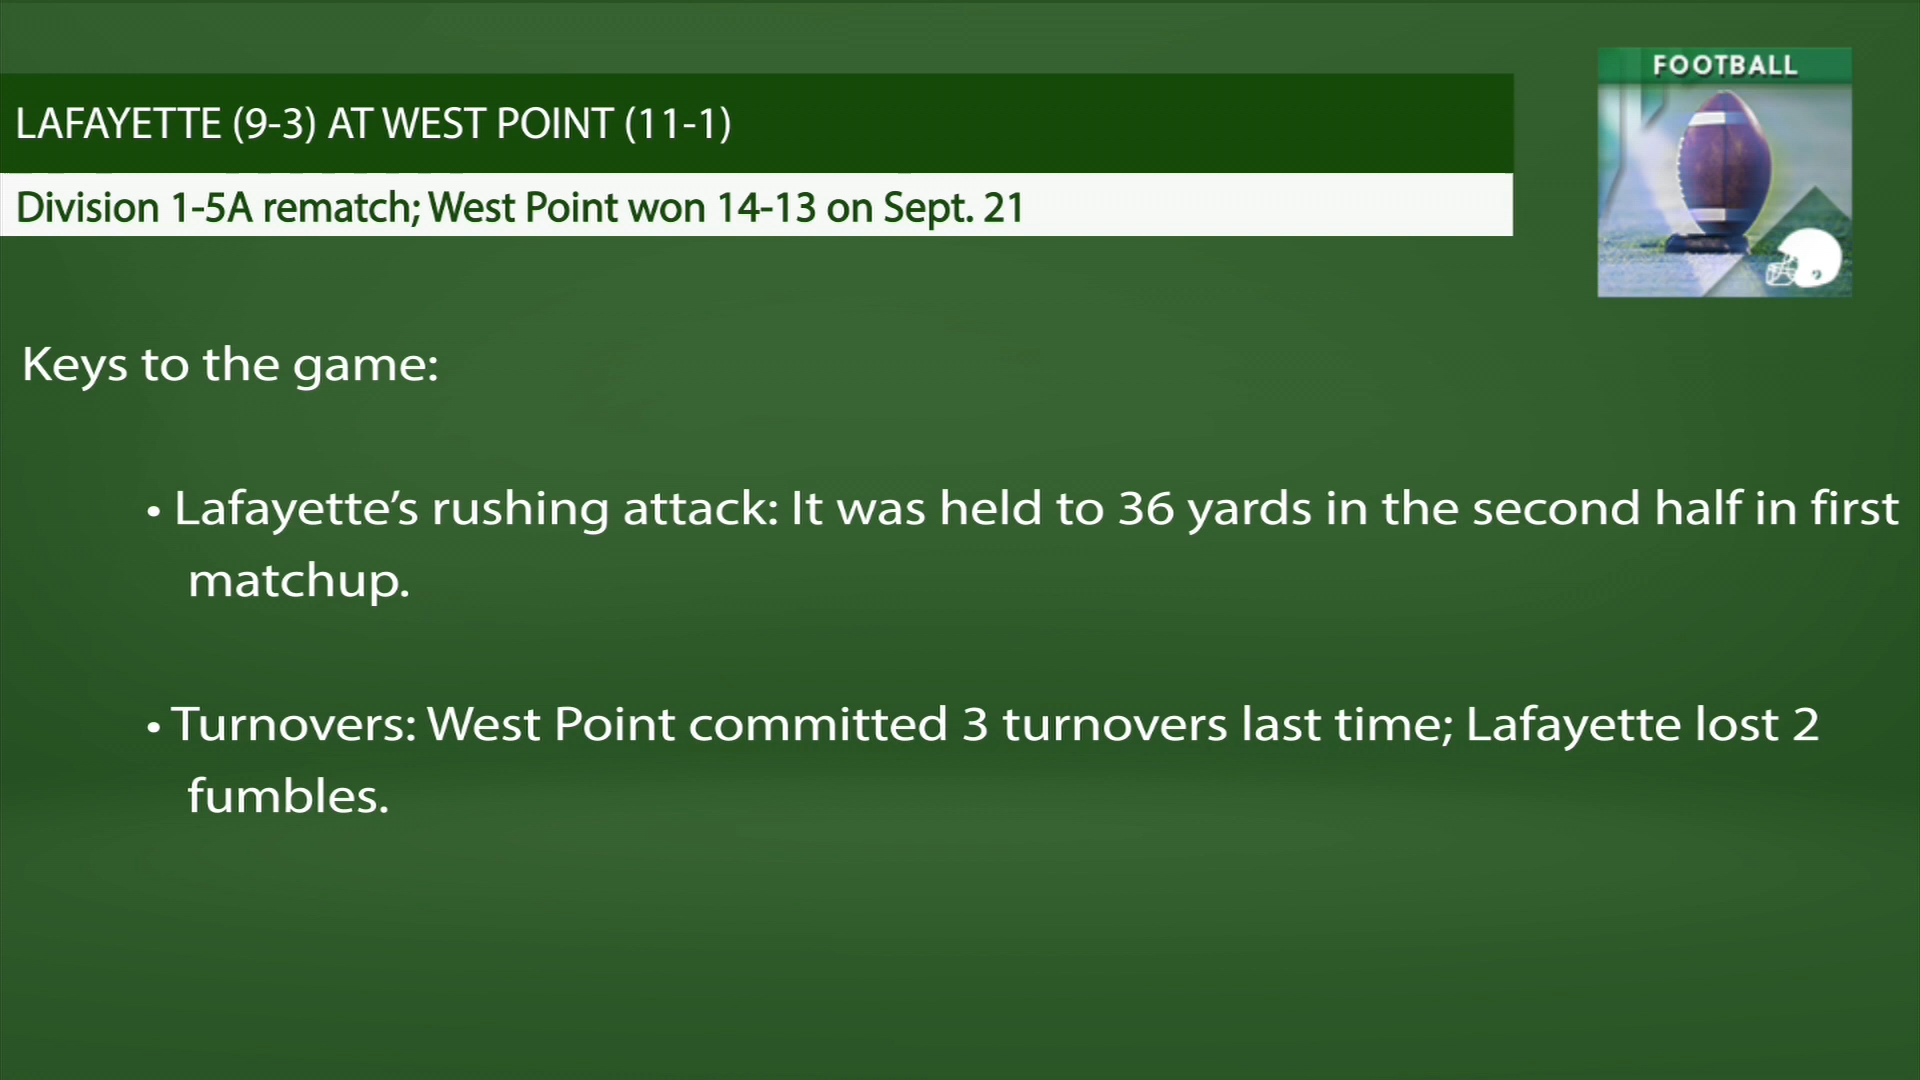 FOOTBALL
LAFAYETTE (9-3) AT WEST POINT (11-1)
Division 1-5A rematch; West Point won 14-13 on Sept. 21
Keys to the game:
• Lafayette’s rushing attack: It was held to 36 yards in the second half in first
matchup.
• Turnovers: West Point committed 3 turnovers last time; Lafayette lost 2
fumbles.